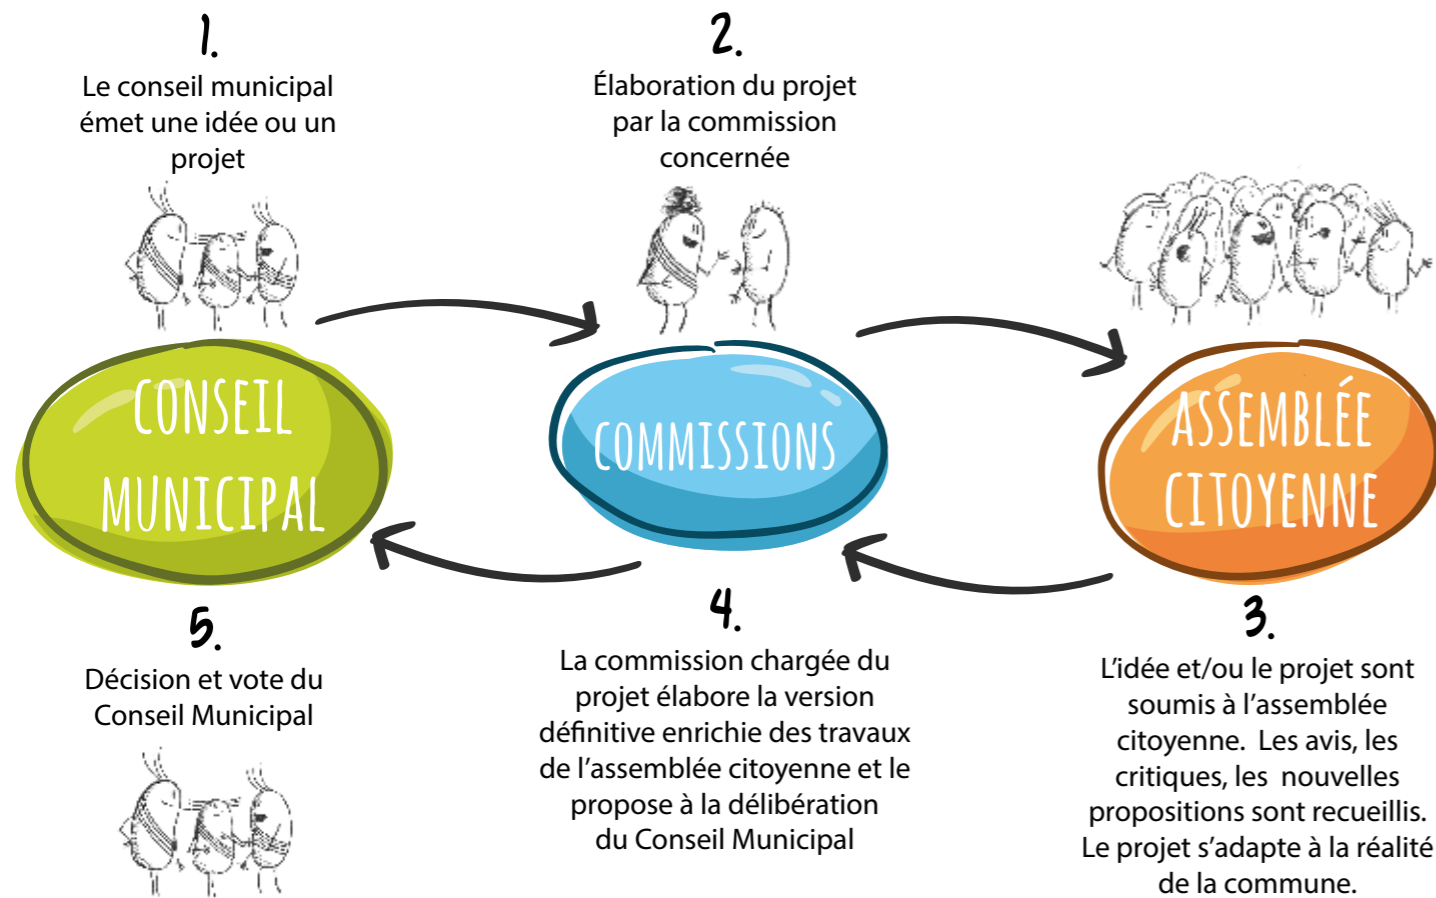 1.
Le conseil municipal
émet une idée ou un
projet
2.
Élaboration du projet
par la commission
concernée
CONSEIL
MUNICIPAL
COMMISSIONS
ASSEMBLÉE
CITOYENNE
3.
L’idée et/ou le projet sont
soumis à l’assemblée
citoyenne. Les avis, les
critiques, les nouvelles
propositions sont recueillis.
Le projet s’adapte à la réalité
de la commune.
4.
La commission chargée du
projet élabore la version
définitive enrichie des travaux
de l’assemblée citoyenne et le
propose à la délibération
du Conseil Municipal
5.
Décision et vote du
Conseil Municipal